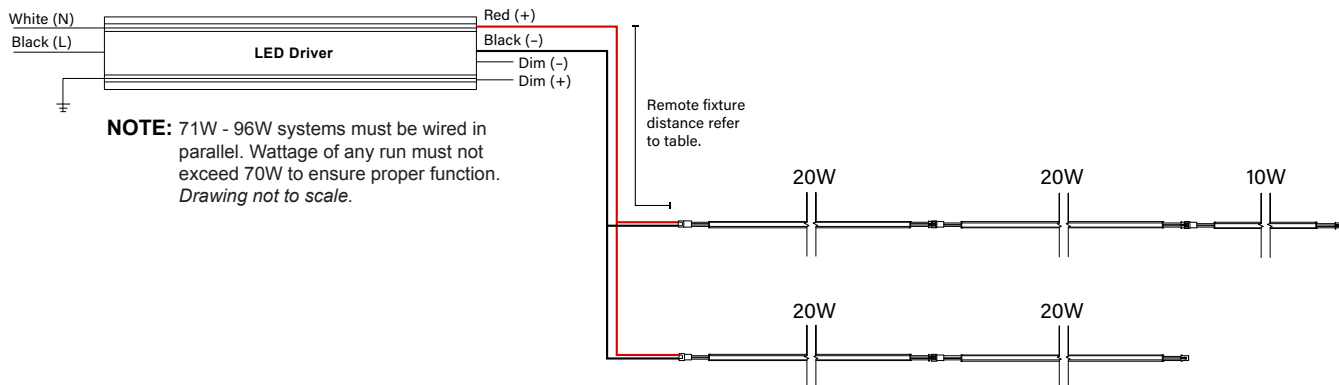 White (N)
Black (L)
LED Driver
Red (+)
Black (–)
Dim (–)
Dim (+)
NOTE: 71W - 96W systems must be wired in
parallel. Wattage of any run must not
exceed 70W to ensure proper function.
Drawing not to scale.
Remote fixture
distance refer
to table.
20W
20W
10W
20W
20W